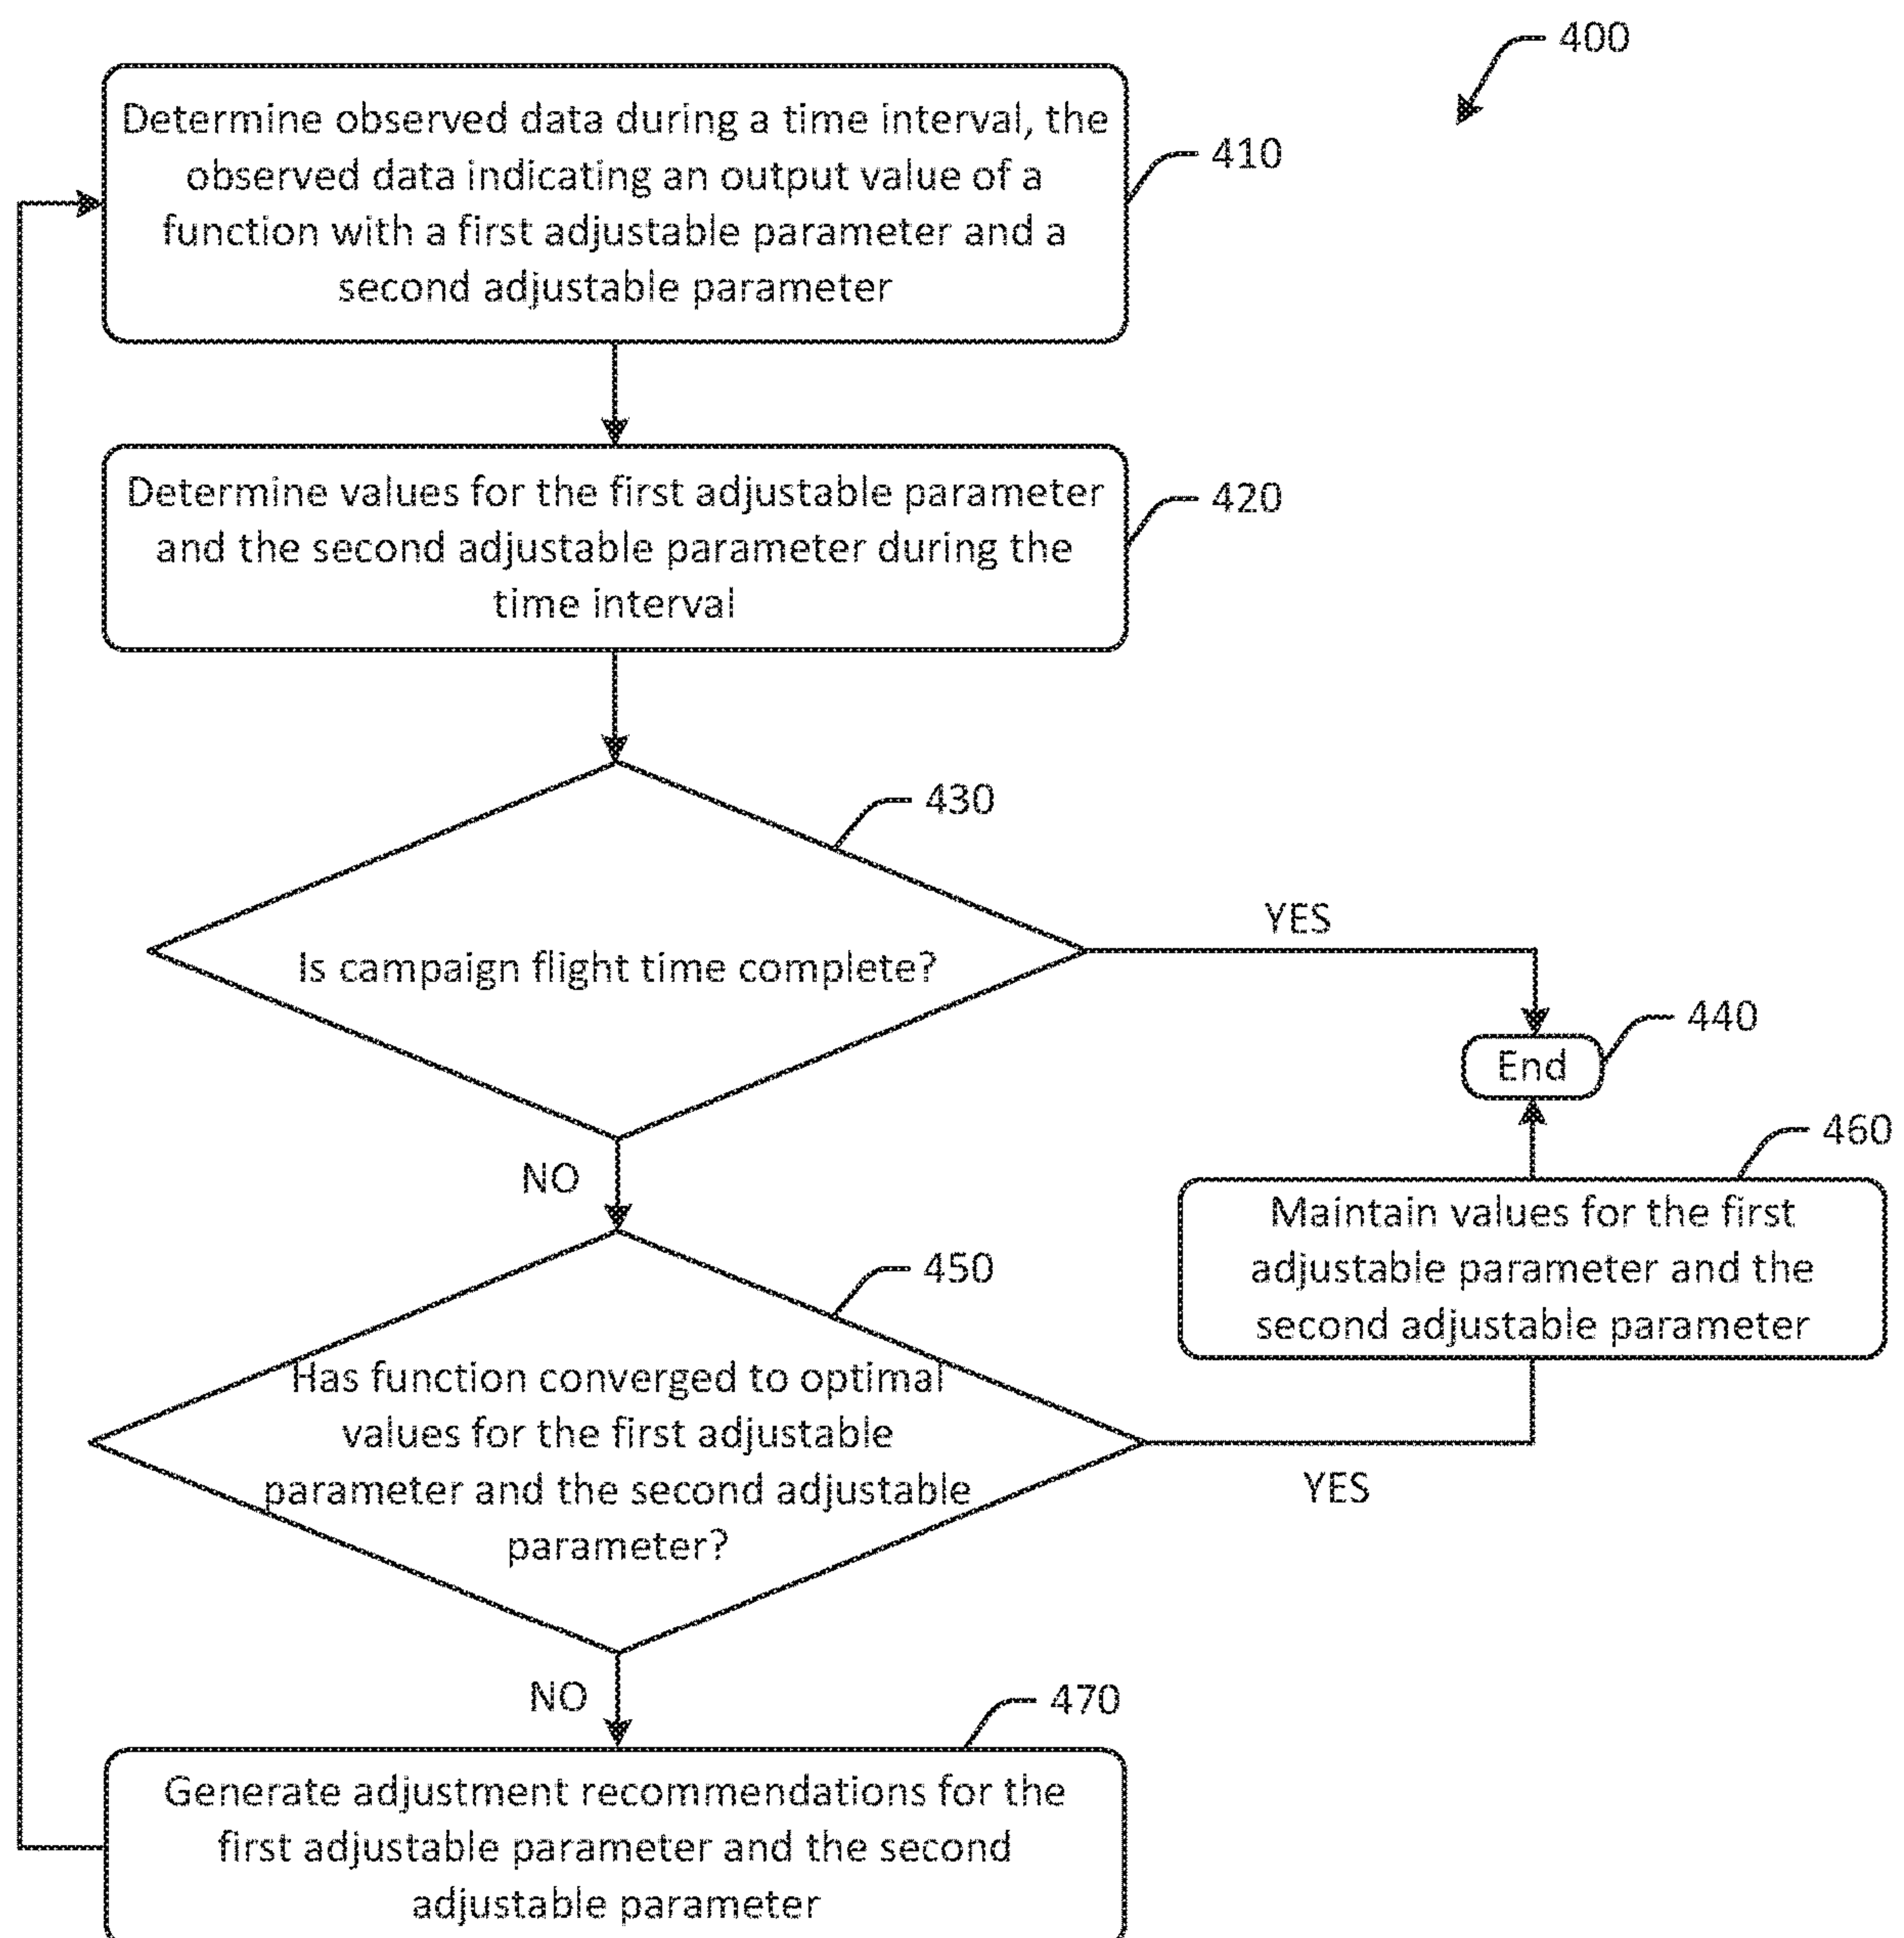 400
Determine observed data during a time interval, the
observed data indicating an output value of a
function with a first adjustable parameter and a
second adjustable parameter
410
Determine values for the first adjustable parameter
and the second adjustable parameter during the
time interval
420
430
Is campaign flight time complete?
YES
440
End
NO
460
Maintain values for the first
adjustable parameter and the
second adjustable parameter
450
Has function converged to optimal
values for the first adjustable
parameter and the second adjustable
parameter?
YES
NO
470
Generate adjustment recommendations for the
first adjustable parameter and the second
adjustable parameter